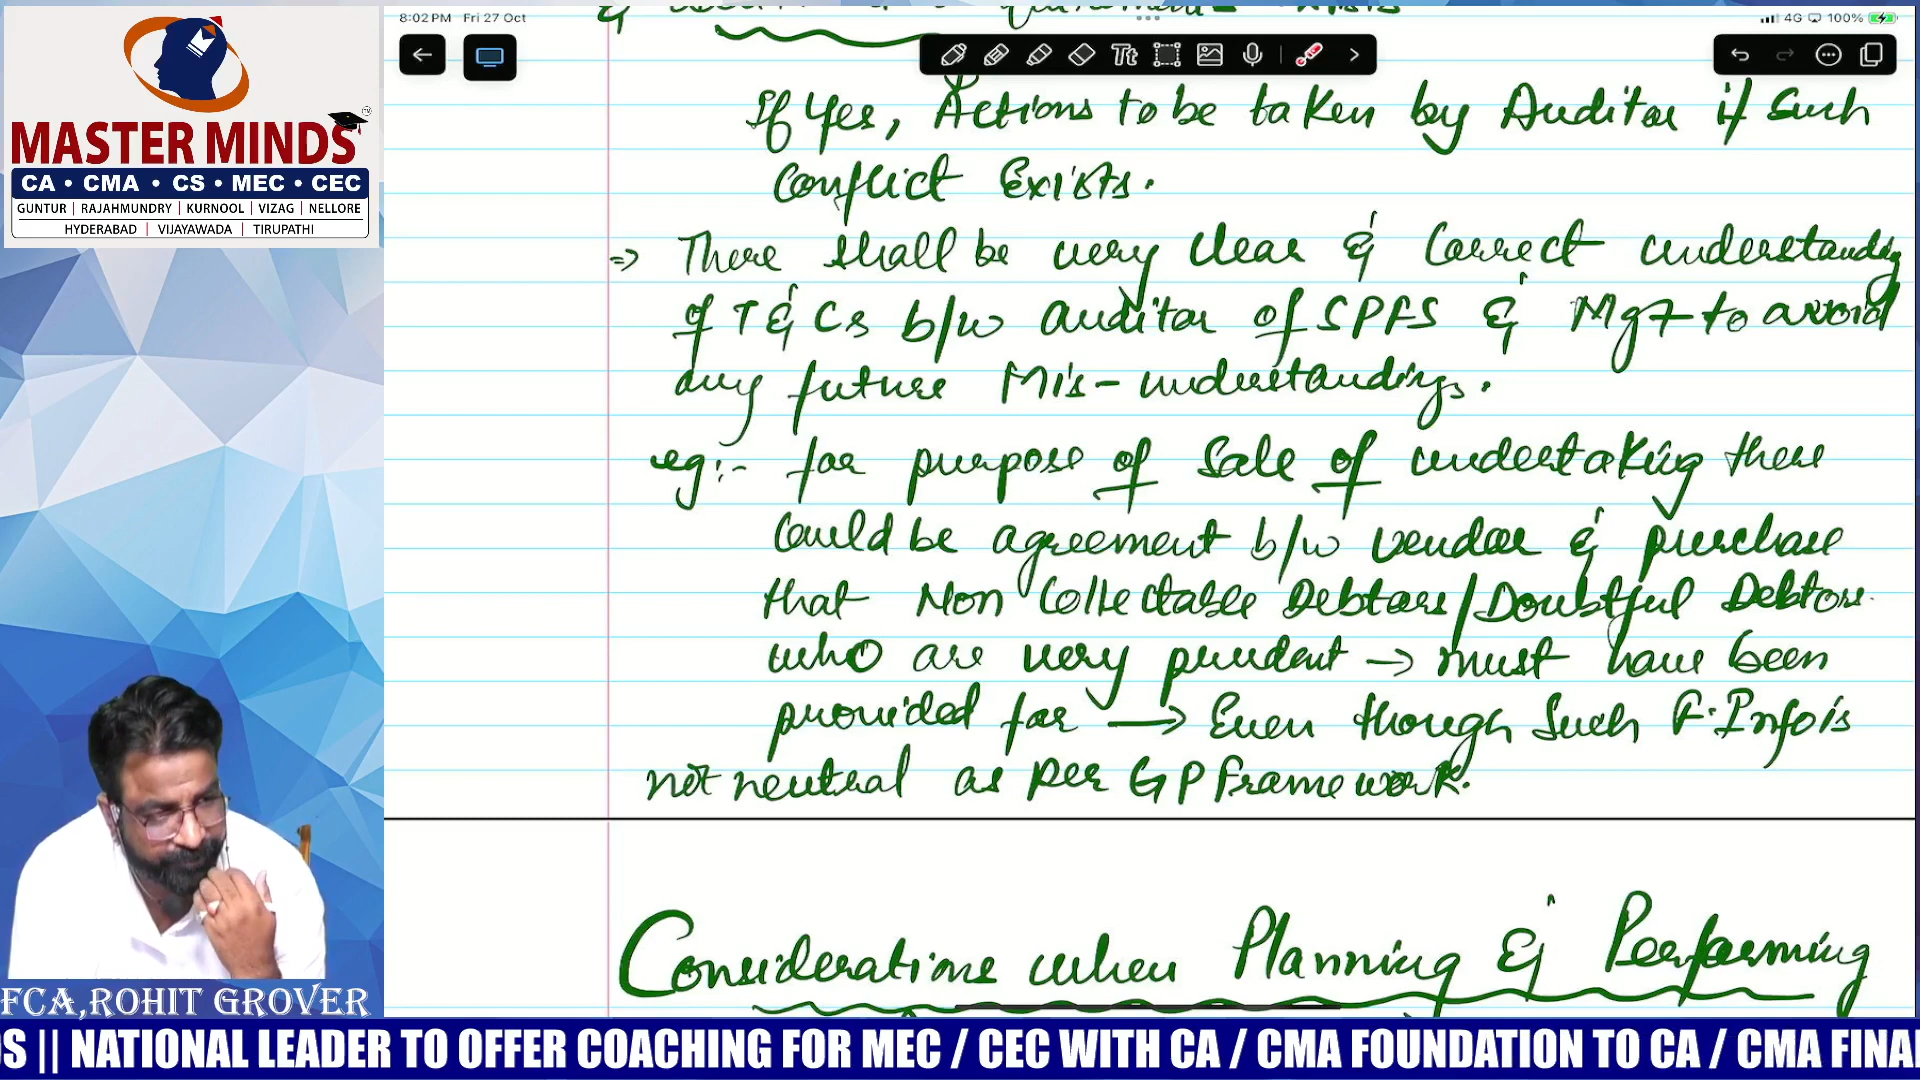 8:02 PM Fri 27 Oct
4G 100%
Tt
MASTER MINDS
CA • CMA • CS • MEC • CEC
GUNTUR | RAJAHMUNDRY | KURNOOL | VIZAG | NELLORE
HYDERABAD | VIJAYAWADA | TIRUPATHI
If Yes, Actions to be taken by Auditor if such
Conflict Exists.
=> There shall be very clear & Correct understanding
of T & Cs b/w auditor of SPFS & Mgt to avoid
any future Mis-understandings.
eg:- for purpose of Sale of undertaking there
could be agreement b/w vendor & purchase
that Non Collectable Debtors/Doubtful Debtors
who are very prudent → must have been
provided for → Even though Such F.Info is
not neutral as per GP Framework.
Considerations when Planning & Performing
FCA,ROHIT GROVER
S || NATIONAL LEADER TO OFFER COACHING FOR MEC / CEC WITH CA / CMA FOUNDATION TO CA / CMA FINA